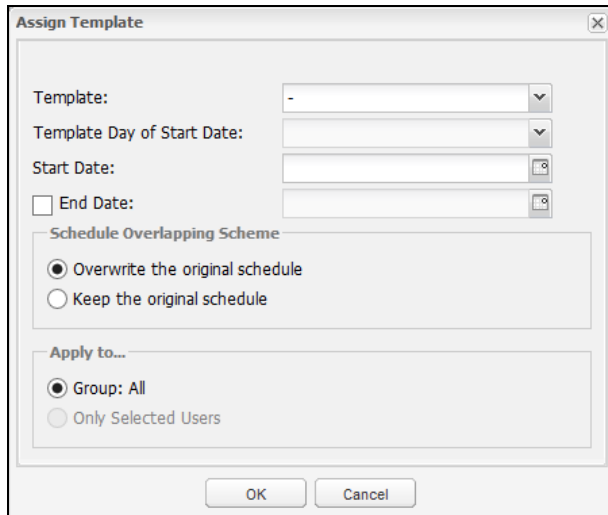 Assign Template
Template: -
Template Day of Start Date:
Start Date:
End Date:
Schedule Overlapping Scheme
Overwrite the original schedule
Keep the original schedule
Apply to...
Group: All
Only Selected Users
OK Cancel